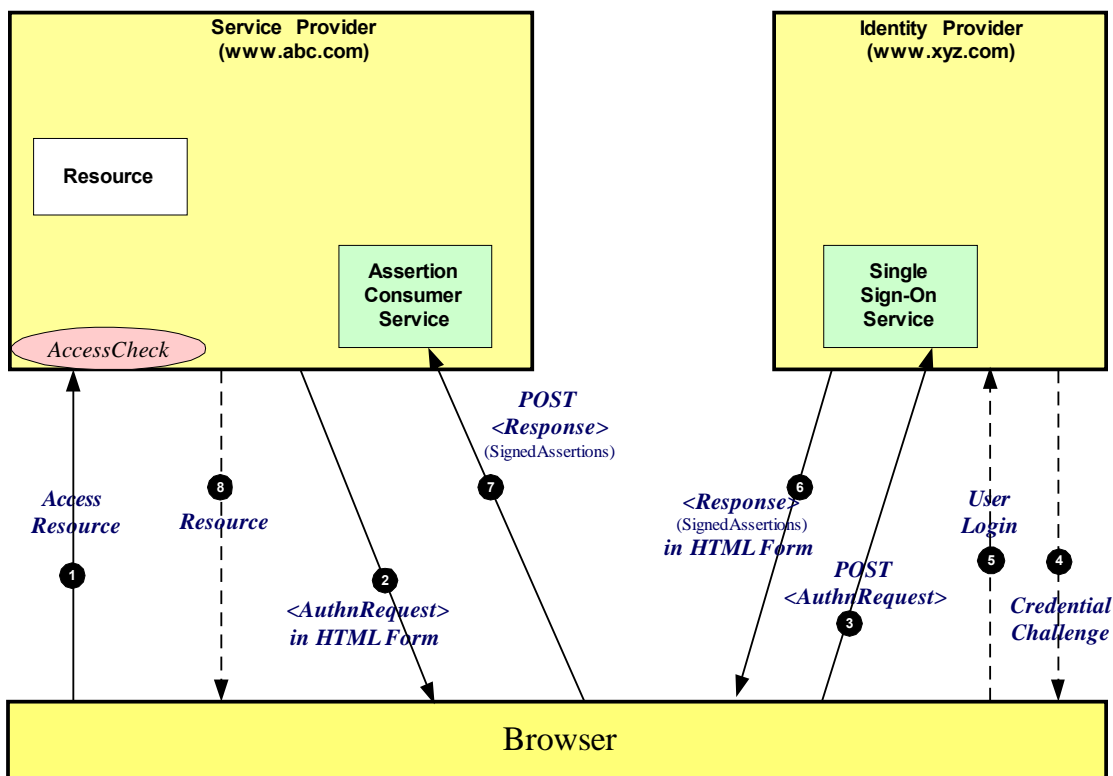 Service Provider
(www.abc.com)
Identity Provider
(www.xyz.com)
Resource
Assertion
Consumer
Service
Single
Sign-On
Service
AccessCheck
POST
<Response>
(SignedAssertions)
Access
Resource
1
8
Resource
2
<AuthnRequest>
in HTML Form
7
6
<Response>
(SignedAssertions)
in HTML Form
POST
<AuthnRequest>
3
User
Login
5
4
Credential
Challenge
Browser